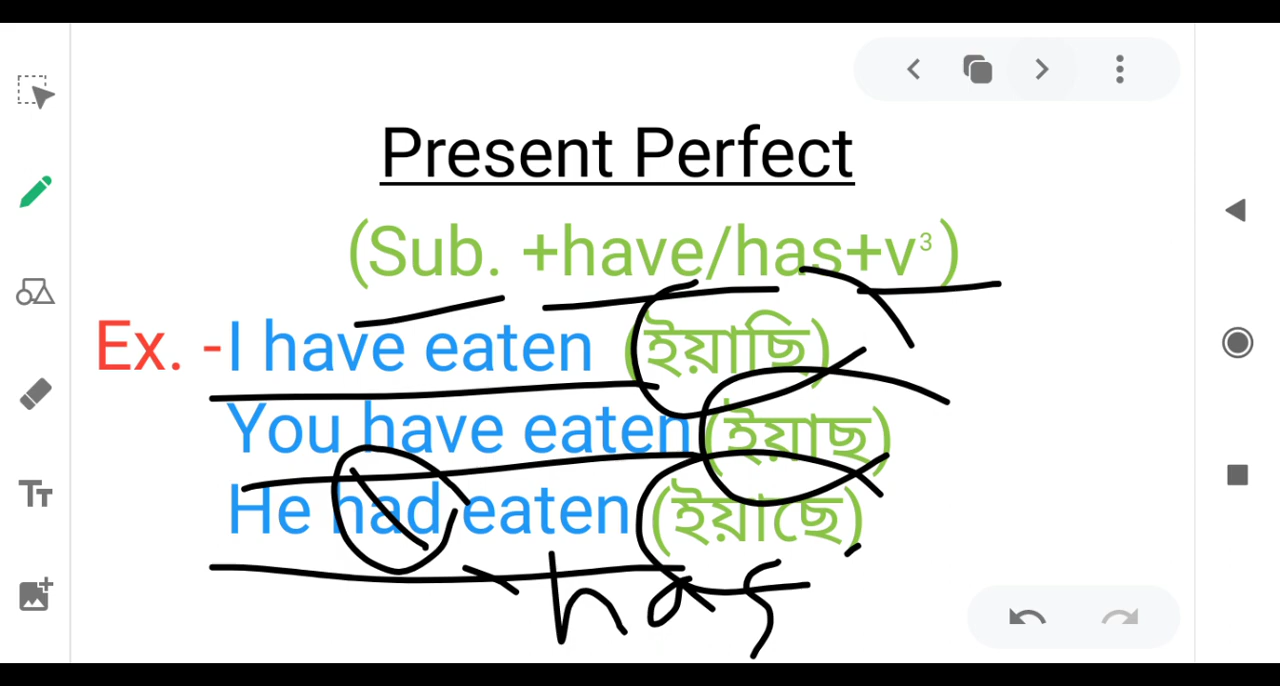 Present Perfect
(Sub. +have/has+v³)
Ex. -I have eaten (ইয়াছি)
You have eaten (ইয়াছ)
He had eaten (ইয়াছে)
has
Tт